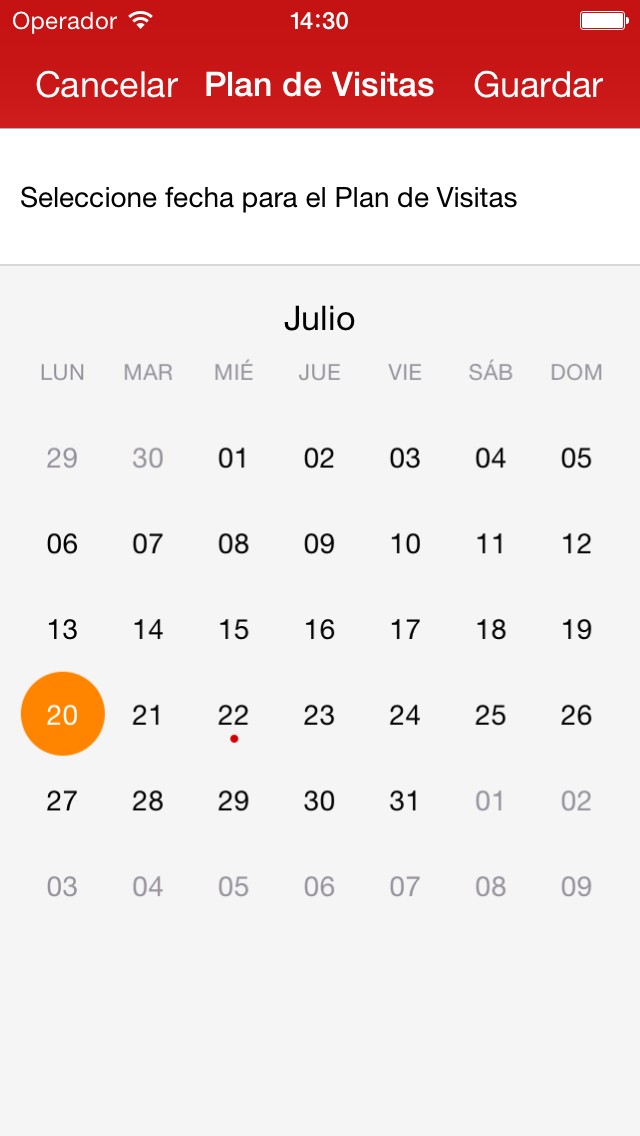 Operador 14:30
Cancelar Plan de Visitas Guardar
Seleccione fecha para el Plan de Visitas
Julio
LUN MAR MIÉ JUE VIE SÁB DOM
29 30 01 02 03 04 05
06 07 08 09 10 11 12
13 14 15 16 17 18 19
20 21 22 23 24 25 26
27 28 29 30 31 01 02
03 04 05 06 07 08 09